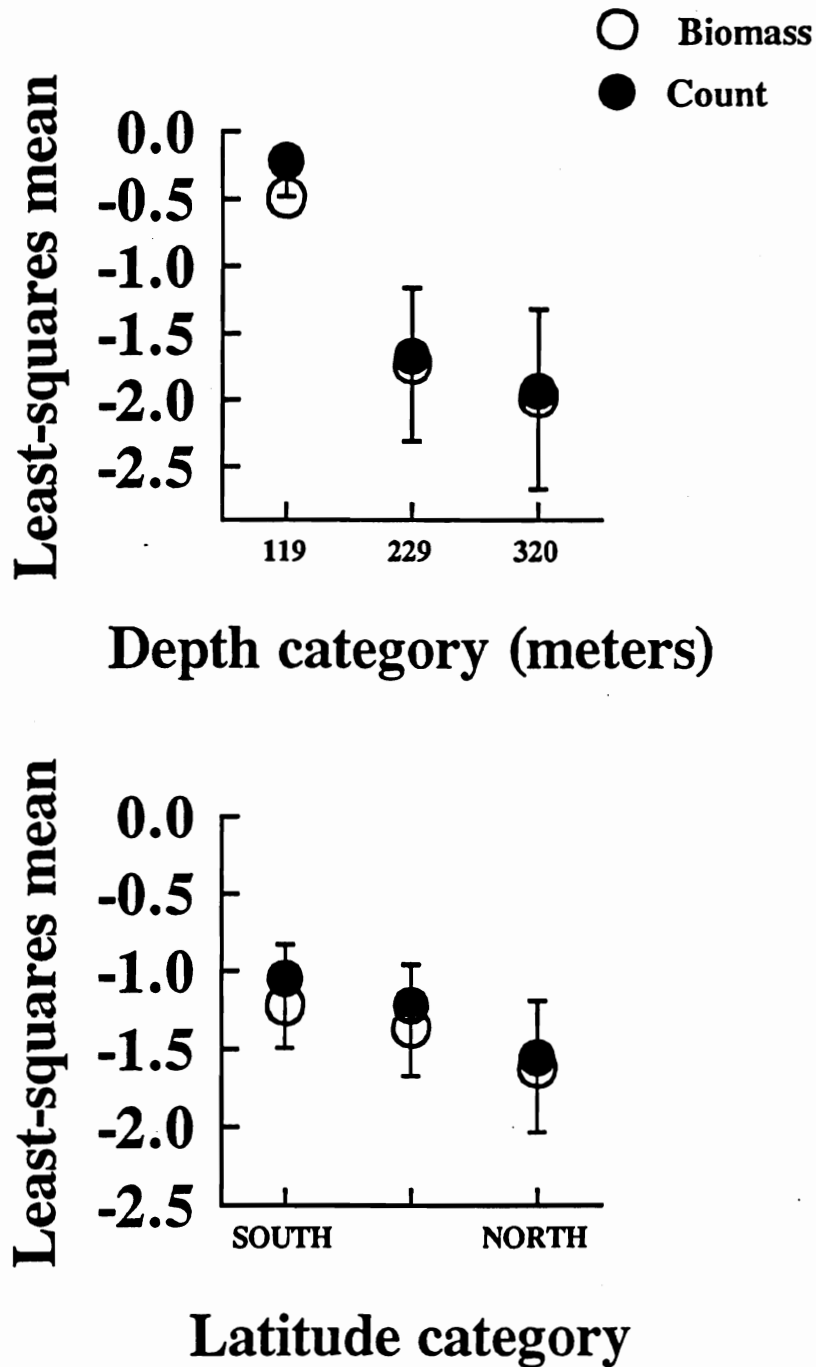 Biomass
Count
Least-squares mean
0.0
-0.5
-1.0
-1.5
-2.0
-2.5
119 229 320
Depth category (meters)
Least-squares mean
0.0
-0.5
-1.0
-1.5
-2.0
-2.5
SOUTH NORTH
Latitude category